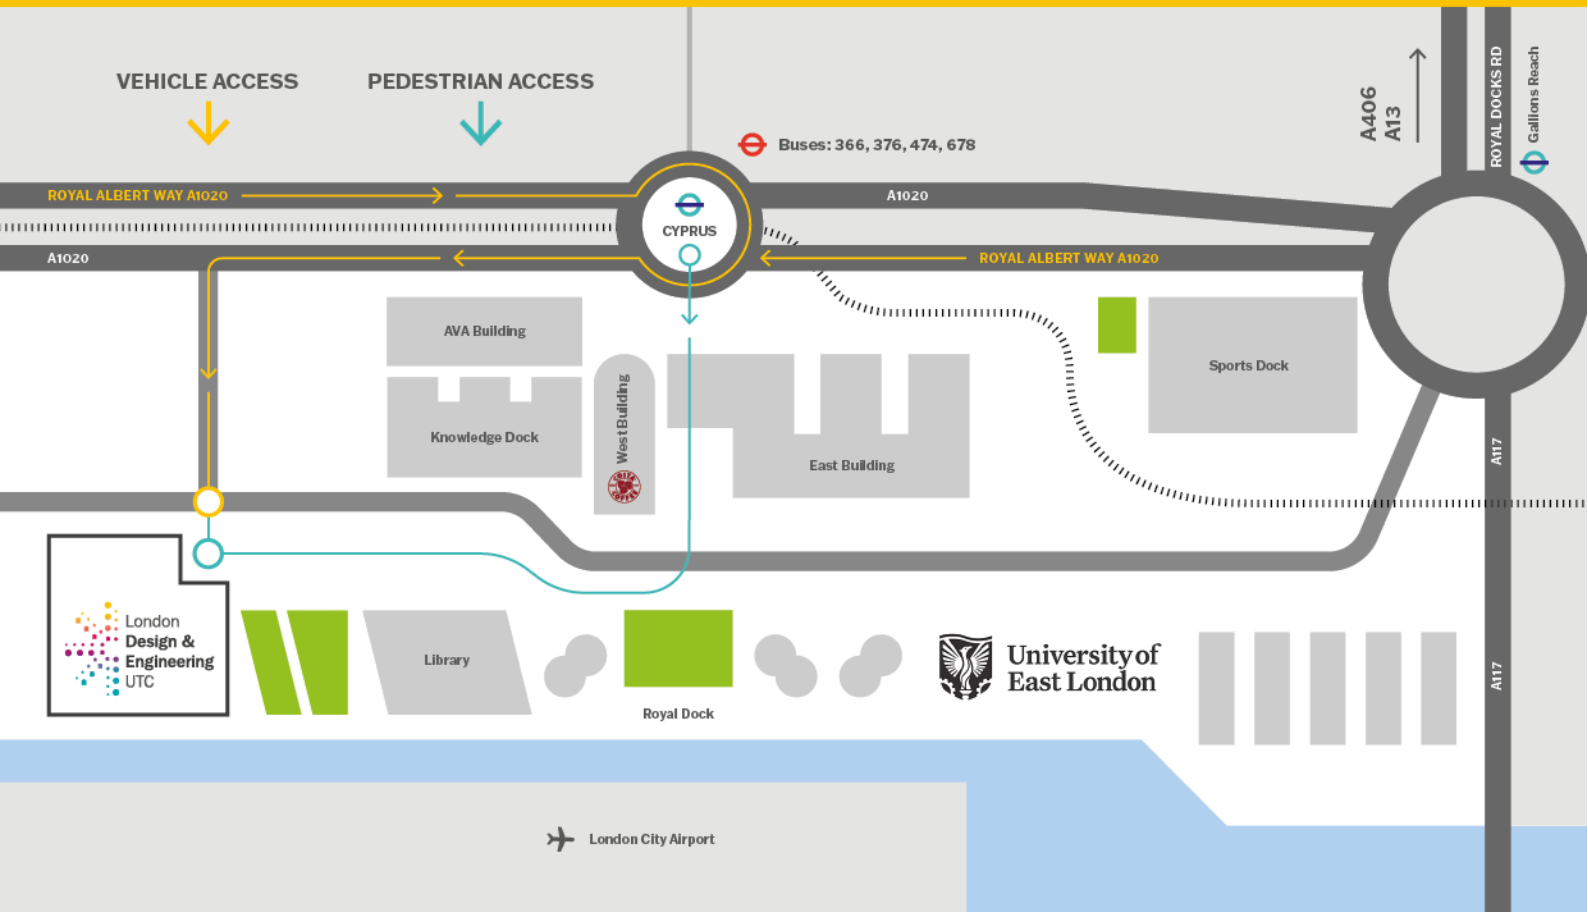 VEHICLE ACCESS
PEDESTRIAN ACCESS
A406
A13
ROYAL DOCKS RD
Gallions Reach
Buses: 366, 376, 474, 678
ROYAL ALBERT WAY A1020
A1020
CYPRUS
A1020
ROYAL ALBERT WAY A1020
AVA Building
Sports Dock
West Building
Knowledge Dock
COSTA
COFFEE
East Building
A117
London
Design &
Engineering
UTC
Library
Royal Dock
University of
East London
A117
London City Airport